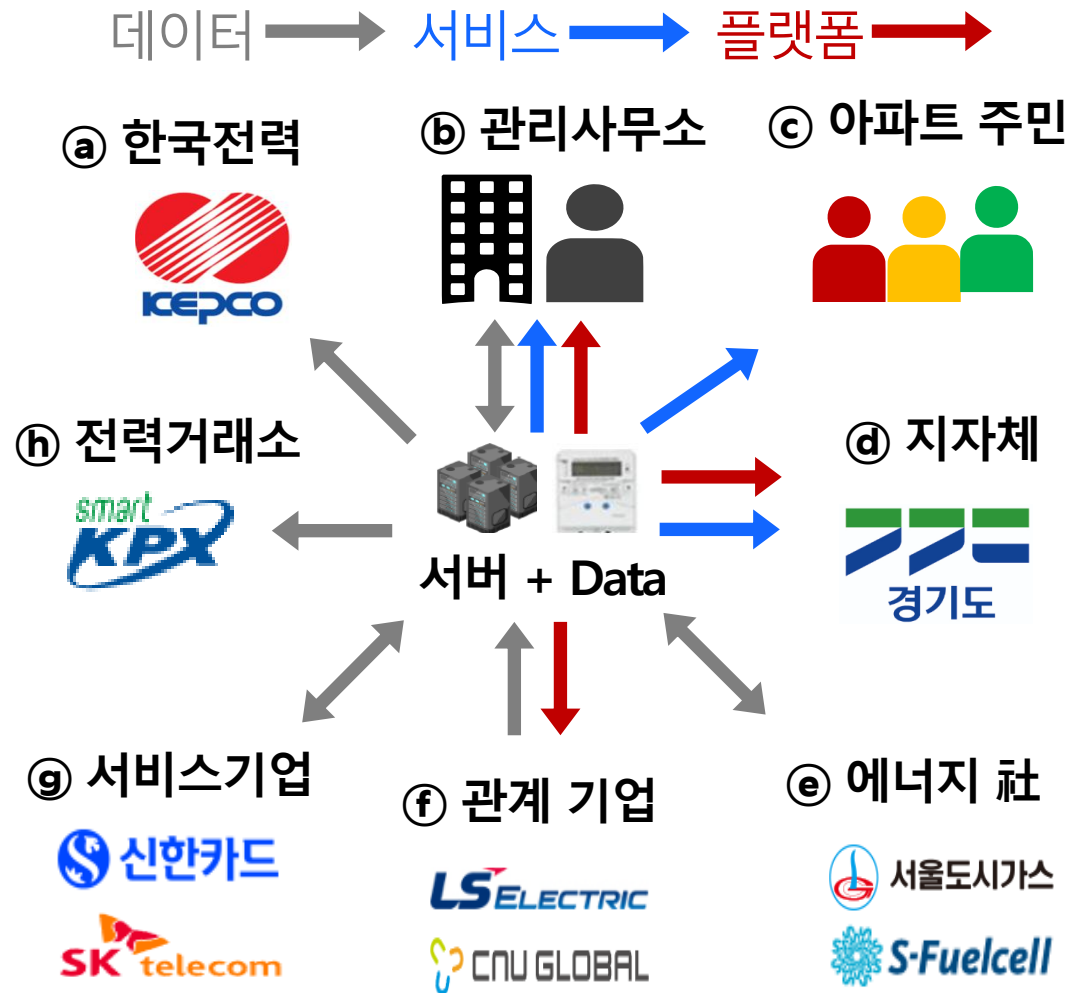 데이터 서비스 플랫폼
ⓐ 한국전력
ⓑ 관리사무소
ⓒ 아파트 주민
KEPCO
ⓗ 전력거래소
ⓓ 지자체
smart
KPX
경기도
서버 + Data
ⓖ 서비스기업
ⓕ 관계 기업
ⓔ 에너지 社
신한카드
LS ELECTRIC
서울도시가스
SK telecom
CNU GLOBAL
S-Fuelcell